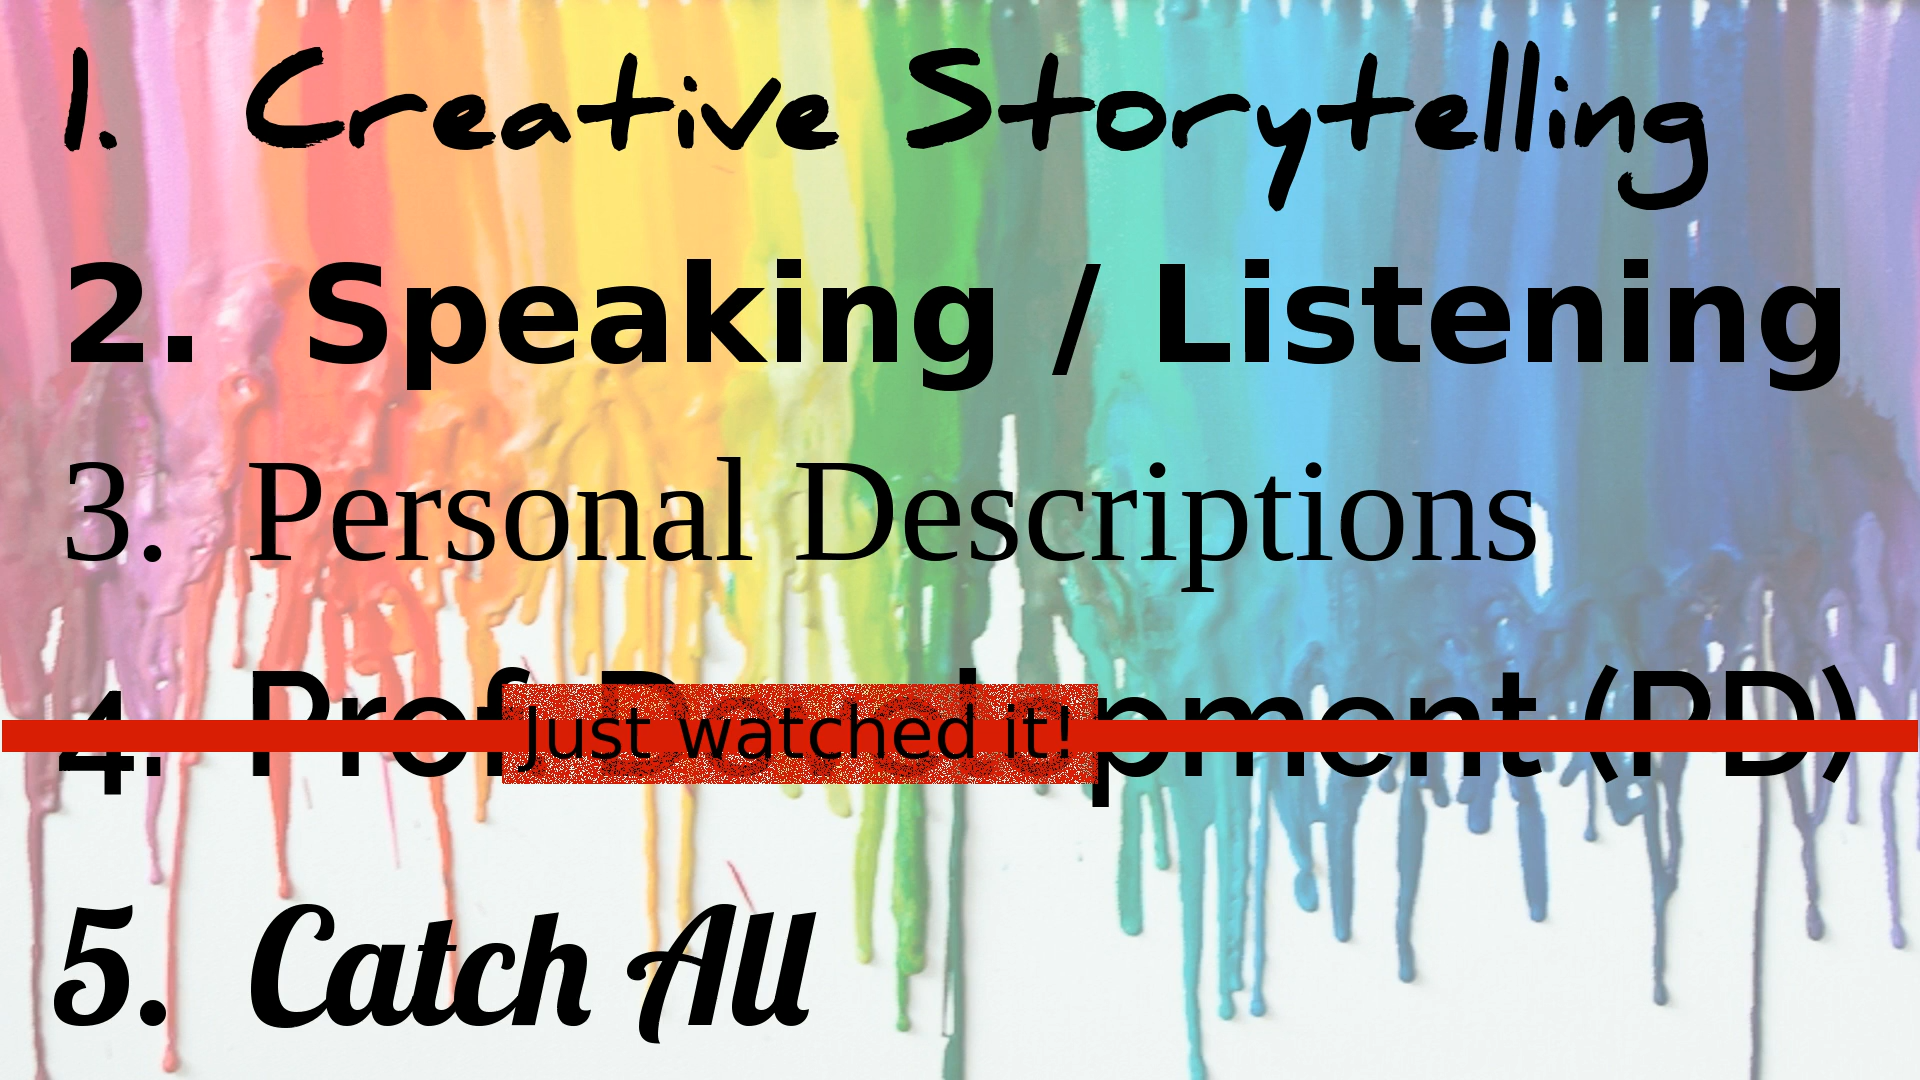 1. Creative Storytelling
2. Speaking / Listening
3. Personal Descriptions
4. Prof pment (PD)
Just watched it!
5. Catch All